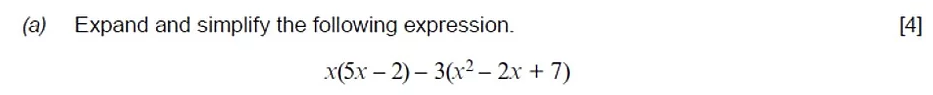 (a) Expand and simplify the following expression. [4]
x(5x – 2) – 3(x² – 2x + 7)